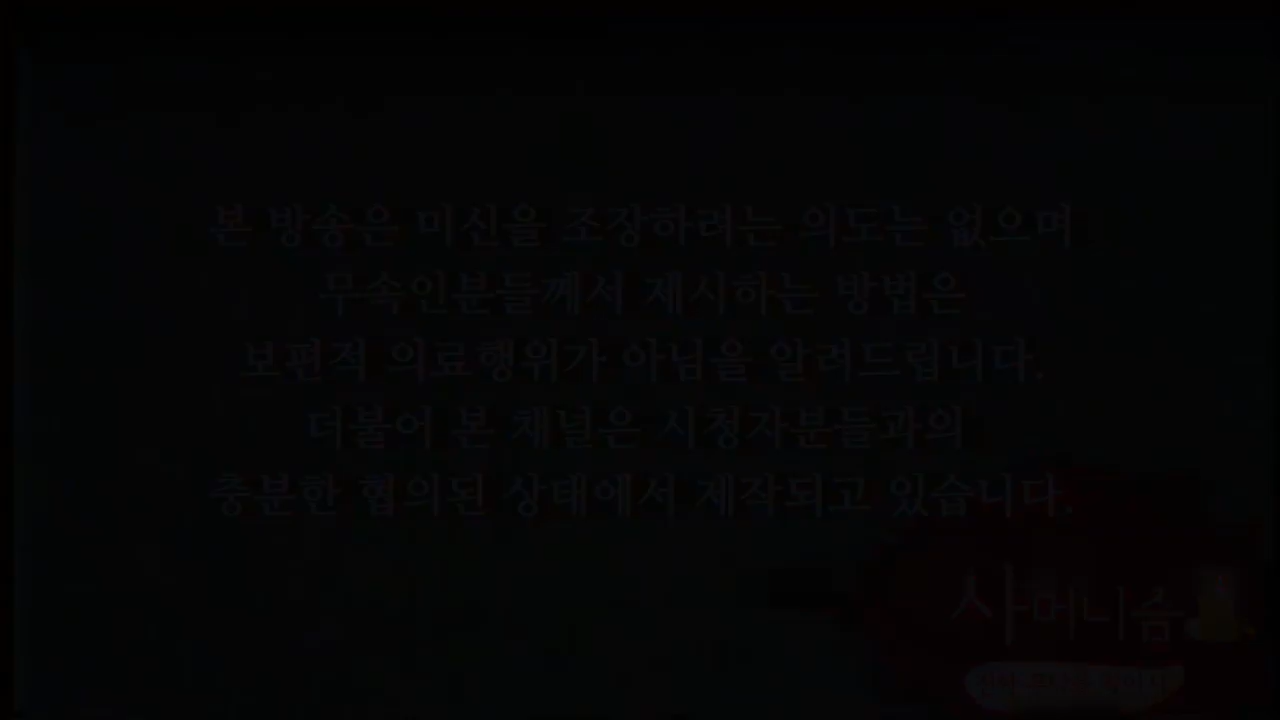 본 방송은 미신을 조장하려는 의도는 없으며
무속인분들께서 제시하는 방법은
보편적 의료행위가 아님을 알려드립니다.
더불어 본 채널은 시청자분들과의
충분한 협의된 상태에서 제작되고 있습니다.
샤머니즘